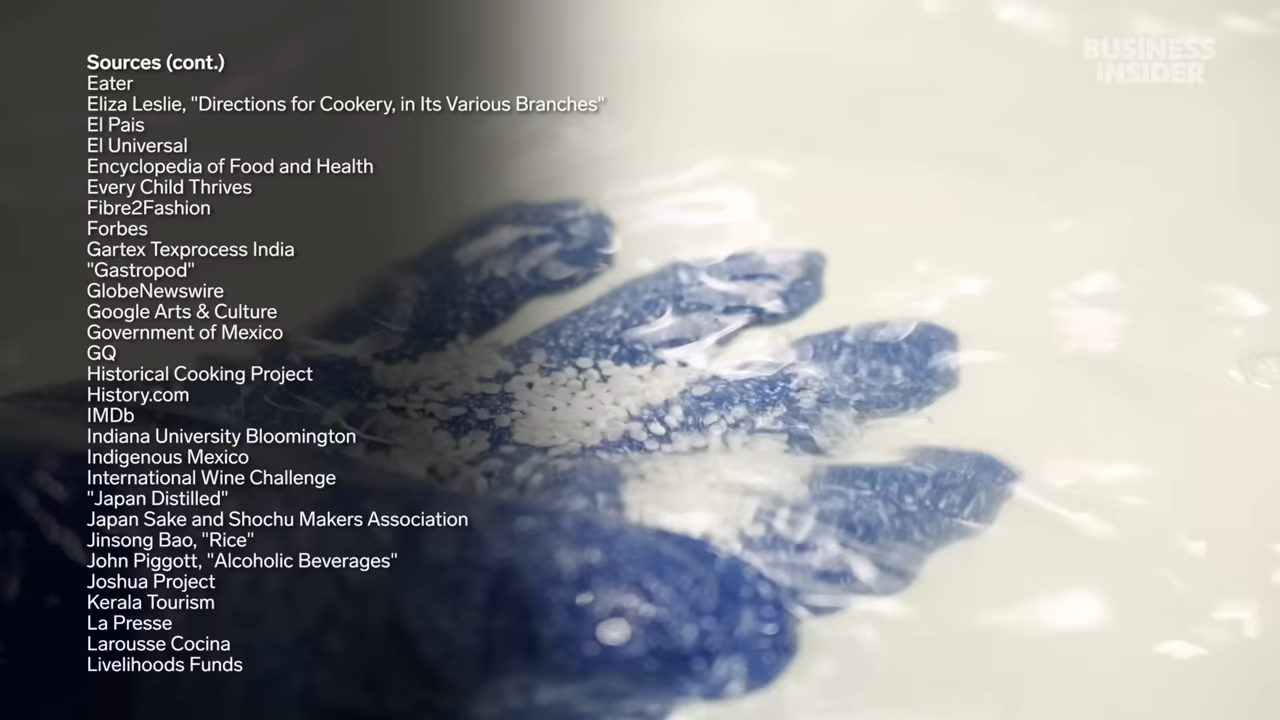 Sources (cont.)
Eater
Eliza Leslie, "Directions for Cookery, in Its Various Branches"
El Pais
El Universal
Encyclopedia of Food and Health
Every Child Thrives
Fibre2Fashion
Forbes
Gartex Texprocess India
"Gastropod"
GlobeNewswire
Google Arts & Culture
Government of Mexico
GQ
Historical Cooking Project
History.com
IMDb
Indiana University Bloomington
Indigenous Mexico
International Wine Challenge
"Japan Distilled"
Japan Sake and Shochu Makers Association
Jinsong Bao, "Rice"
John Piggott, "Alcoholic Beverages"
Joshua Project
Kerala Tourism
La Presse
Larousse Cocina
Livelihoods Funds
BUSINESS
INSIDER